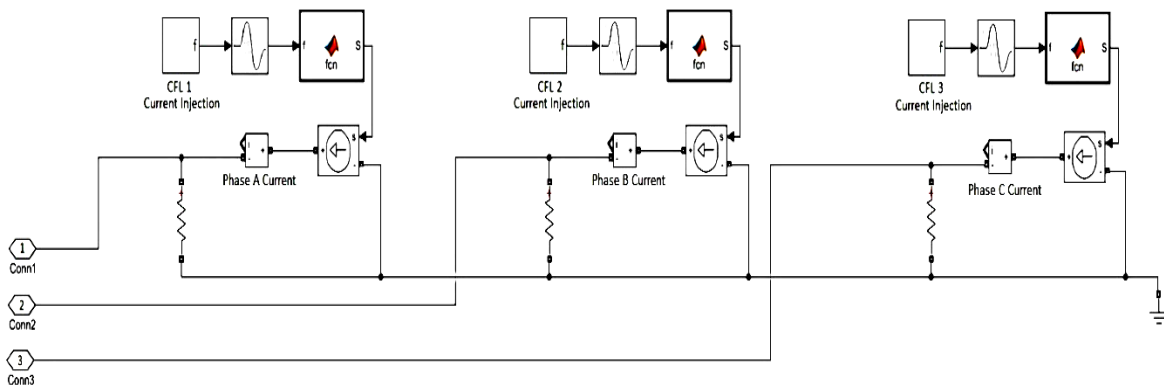 f
f
S
fcn
CFL 1
Current Injection
s
+
-
i
+
-
Phase A Current
+
f
f
S
fcn
CFL 2
Current Injection
s
+
-
i
+
-
Phase B Current
+
f
f
S
fcn
CFL 3
Current Injection
s
+
-
i
+
-
Phase C Current
+
1
Conn1
2
Conn2
3
Conn3